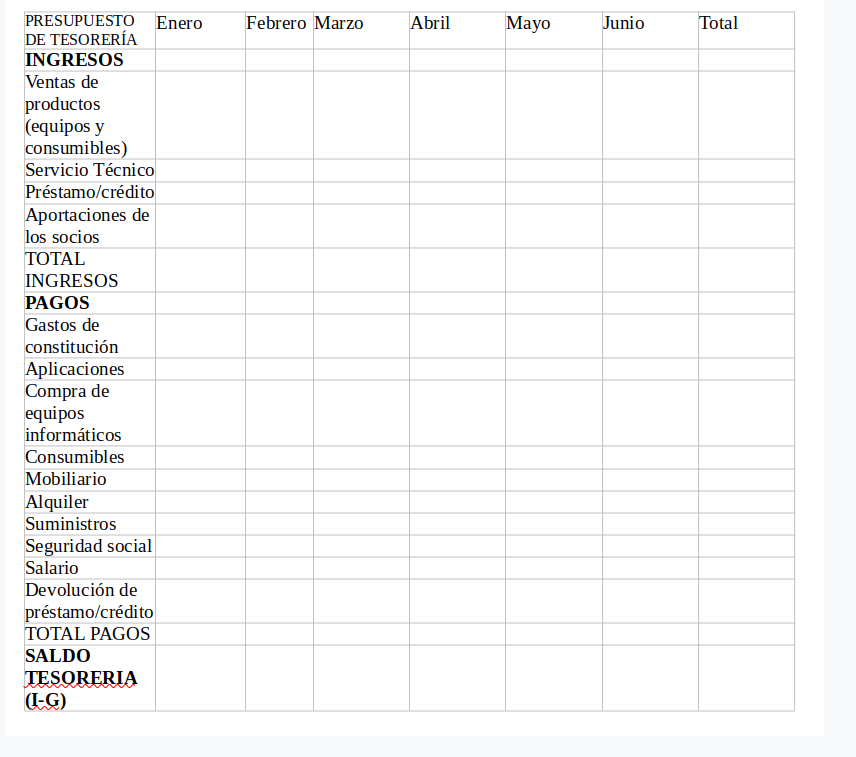 PRESUPUESTO
DE TESORERÍA
Enero
Febrero
Marzo
Abril
Mayo
Junio
Total
INGRESOS
Ventas de
productos
(equipos y
consumibles)
Servicio Técnico
Préstamo/crédito
Aportaciones de
los socios
TOTAL
INGRESOS
PAGOS
Gastos de
constitución
Aplicaciones
Compra de
equipos
informáticos
Consumibles
Mobiliario
Alquiler
Suministros
Seguridad social
Salario
Devolución de
préstamo/crédito
TOTAL PAGOS
SALDO
TESORERIA
(I-G)